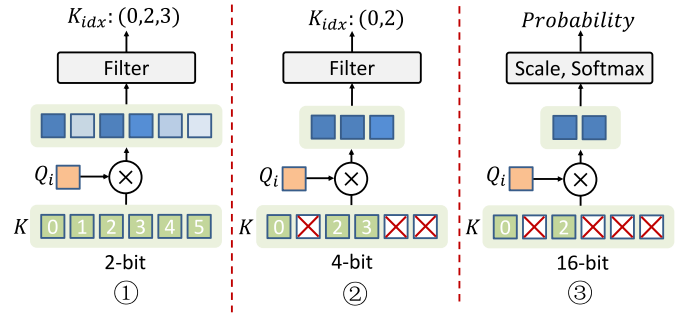 K_idx: (0,2,3)
Filter
Q_i
×
K 0 1 2 3 4 5
2-bit
①
K_idx: (0,2)
Filter
Q_i
×
K 0 2 3
4-bit
②
Probability
Scale, Softmax
Q_i
×
K 0 2
16-bit
③